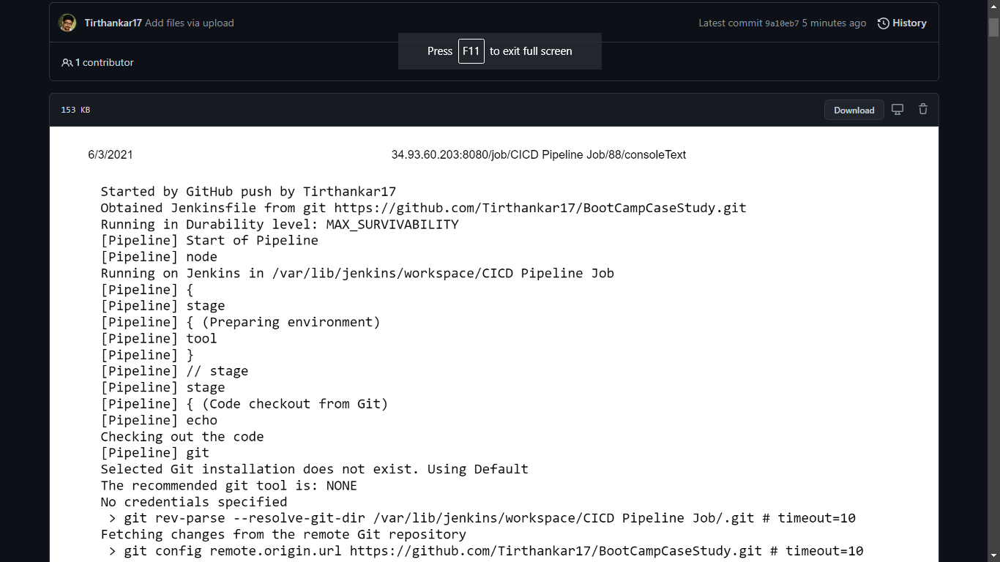 Tirthankar17 Add files via upload
Latest commit 9a10eb7 5 minutes ago History
Press F11 to exit full screen
1 contributor
153 KB
Download
6/3/2021
34.93.60.203:8080/job/CICD Pipeline Job/88/consoleText
Started by GitHub push by Tirthankar17
Obtained Jenkinsfile from git https://github.com/Tirthankar17/BootCampCaseStudy.git
Running in Durability level: MAX_SURVIVABILITY
[Pipeline] Start of Pipeline
[Pipeline] node
Running on Jenkins in /var/lib/jenkins/workspace/CICD Pipeline Job
[Pipeline] {
[Pipeline] stage
[Pipeline] { (Preparing environment)
[Pipeline] tool
[Pipeline] }
[Pipeline] // stage
[Pipeline] stage
[Pipeline] { (Code checkout from Git)
[Pipeline] echo
Checking out the code
[Pipeline] git
Selected Git installation does not exist. Using Default
The recommended git tool is: NONE
No credentials specified
> git rev-parse --resolve-git-dir /var/lib/jenkins/workspace/CICD Pipeline Job/.git # timeout=10
Fetching changes from the remote Git repository
> git config remote.origin.url https://github.com/Tirthankar17/BootCampCaseStudy.git # timeout=10